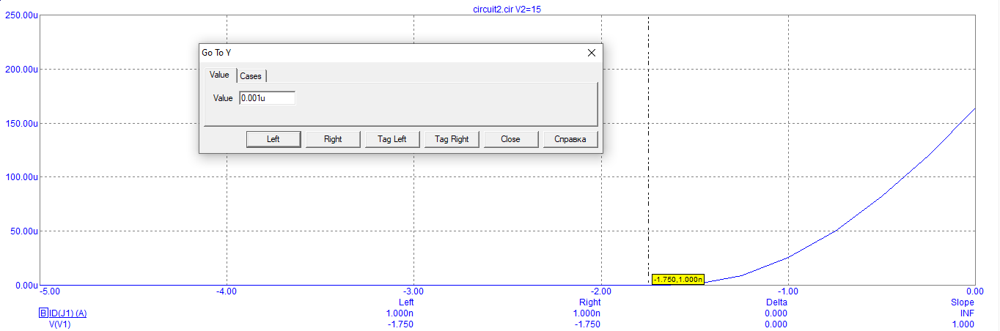 circuit2.cir V2=15
250.00u
Go To Y
Value Cases
200.00u
Value 0.001u
150.00u
Left Right Tag Left Tag Right Close Справка
100.00u
50.00u
-1.750,1.000n
0.00u
-5.00 -4.00 -3.00 -2.00 -1.00 0.00
Left Right Delta Slope
B ID(J1) (A) 1.000n 1.000n 0.000 INF
V(V1) -1.750 -1.750 0.000 1.000